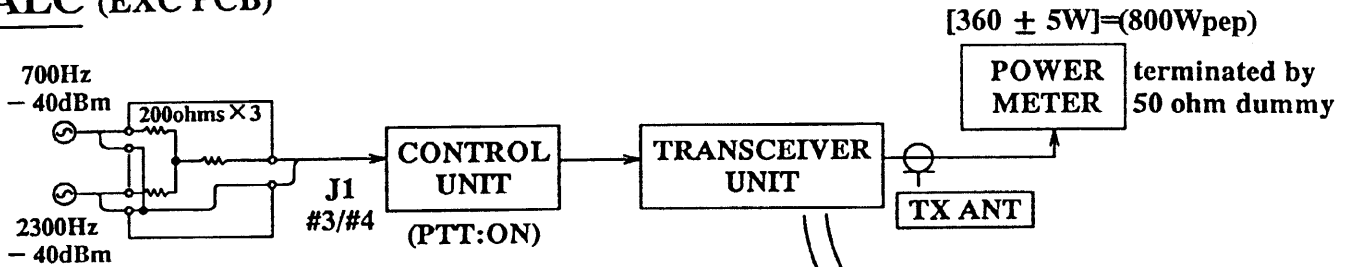 ALC (EXC PCB)
[360 ± 5W]=(800Wpep)
700Hz
− 40dBm
200ohms×3
2300Hz
− 40dBm
J1
#3/#4
CONTROL
UNIT
(PTT:ON)
TRANSCEIVER
UNIT
TX ANT
POWER
METER
terminated by
50 ohm dummy